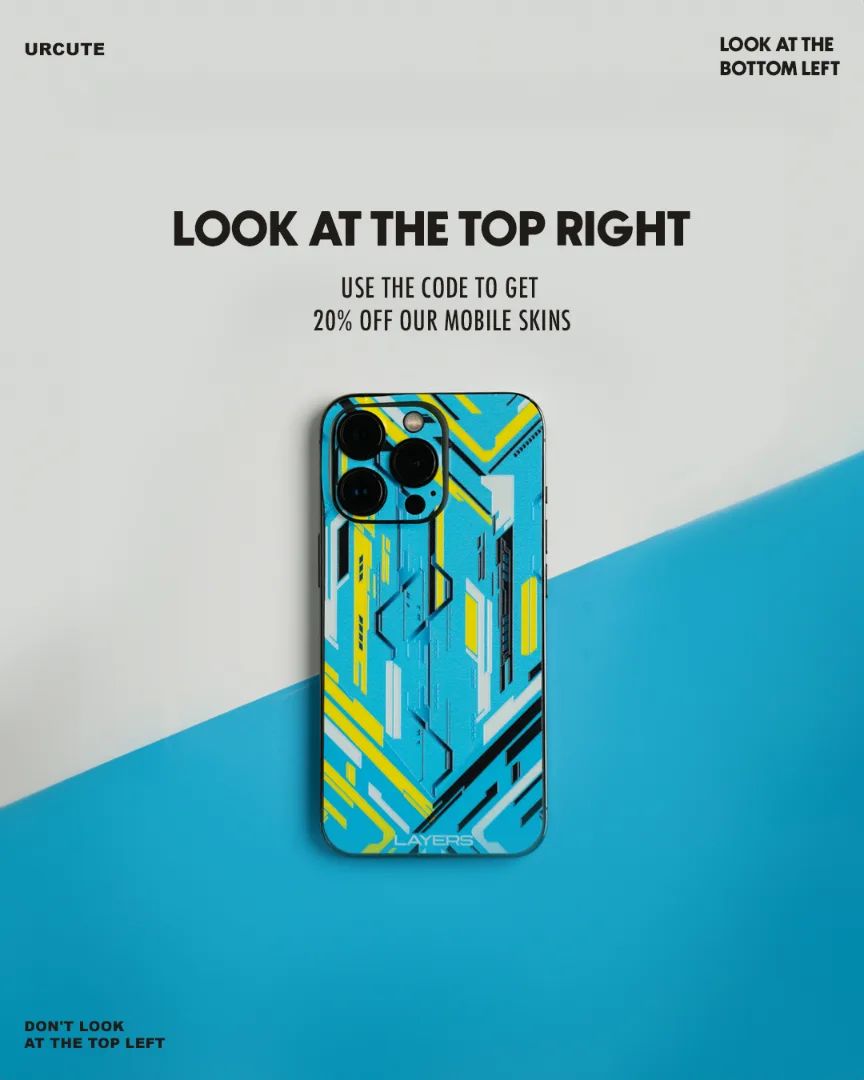 URCUTE
LOOK AT THE
BOTTOM LEFT
LOOK AT THE TOP RIGHT
USE THE CODE TO GET
20% OFF OUR MOBILE SKINS
LAYERS
DON'T LOOK
AT THE TOP LEFT